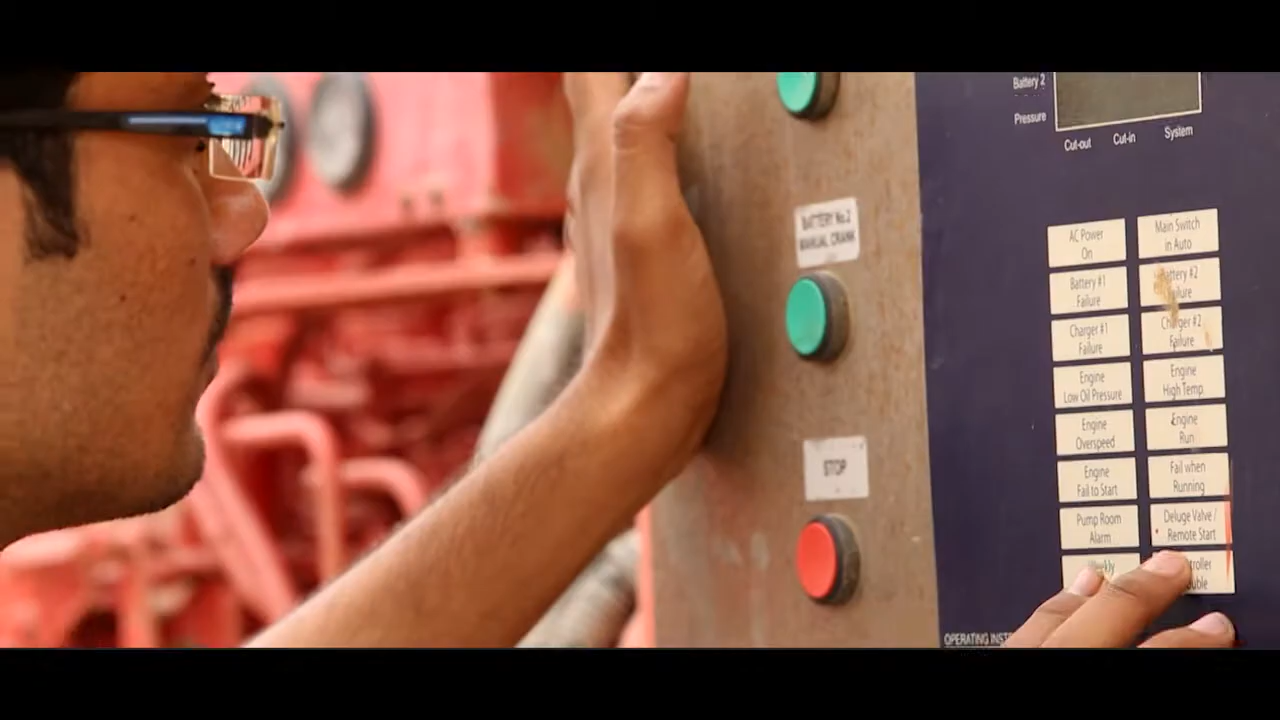 Battery 2
Pressure
Cut-out Cut-in System
BATTERY No.2
MANUAL CRANK
STOP
AC Power
On
Main Switch
in Auto
Battery #1
Failure
Battery #2
Failure
Charger #1
Failure
Charger #2
Failure
Engine
Low Oil Pressure
Engine
High Temp
Engine
Overspeed
Engine
Run
Engine
Fail to Start
Fail when
Running
Pump Room
Alarm
Deluge Valve /
Remote Start
Weekly
OPERATING